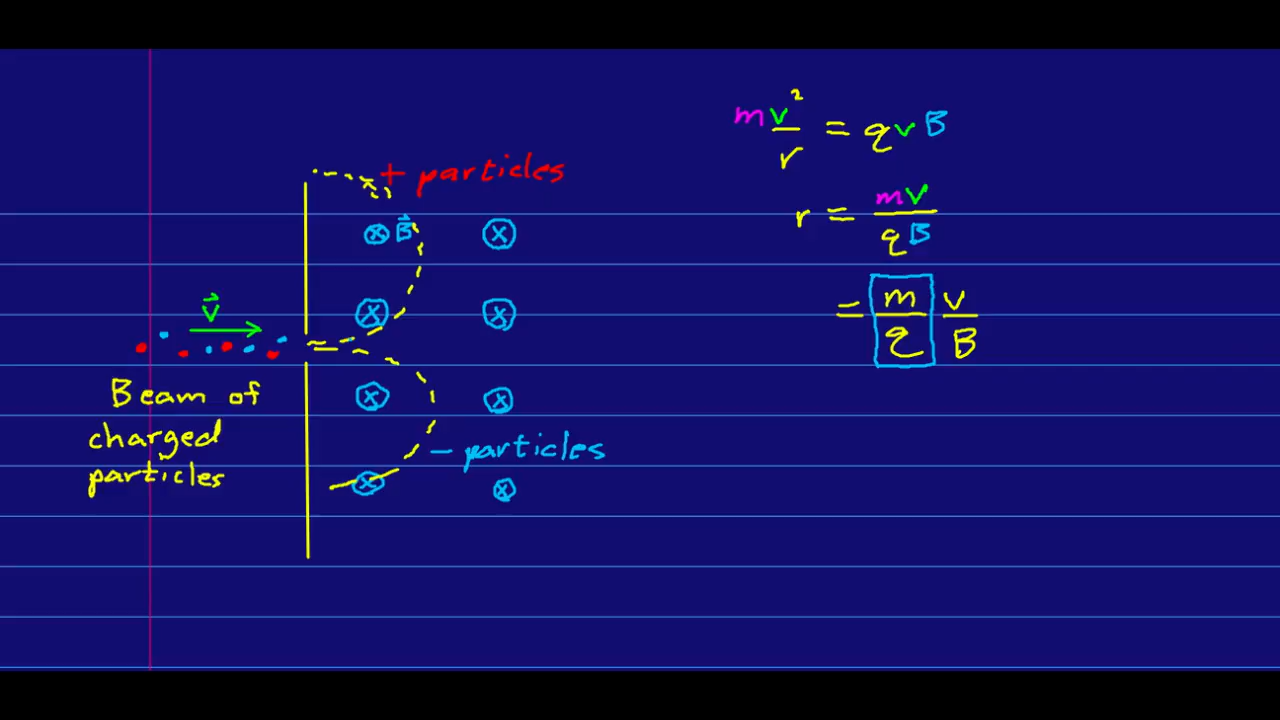 mv²/r = qvB
+ particles
r = mv/qB
⊗ B⃗ ⊗
= m/q v/B
v⃗
⊗ ⊗
Beam of
charged
particles
⊗ ⊗
− particles
⊗ ⊗